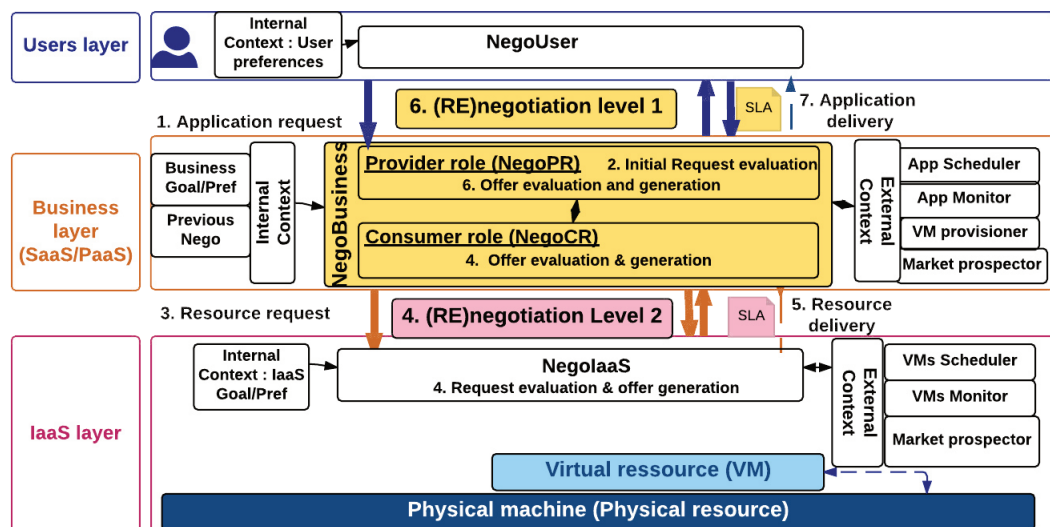 Users layer
Internal
Context : User
preferences
NegoUser
6. (RE)negotiation level 1
SLA
7. Application
delivery
1. Application request
Business
layer
(SaaS/PaaS)
Business
Goal/Pref
Previous
Nego
Internal
Context
NegoBusiness
Provider role (NegoPR)
2. Initial Request evaluation
6. Offer evaluation and generation
Consumer role (NegoCR)
4. Offer evaluation & generation
External
Context
App Scheduler
App Monitor
VM provisioner
Market prospector
3. Resource request
4. (RE)negotiation Level 2
SLA
5. Resource
delivery
IaaS layer
Internal
Context : IaaS
Goal/Pref
NegoIaaS
4. Request evaluation & offer generation
External
Context
VMs Scheduler
VMs Monitor
Market prospector
Virtual ressource (VM)
Physical machine (Physical resource)